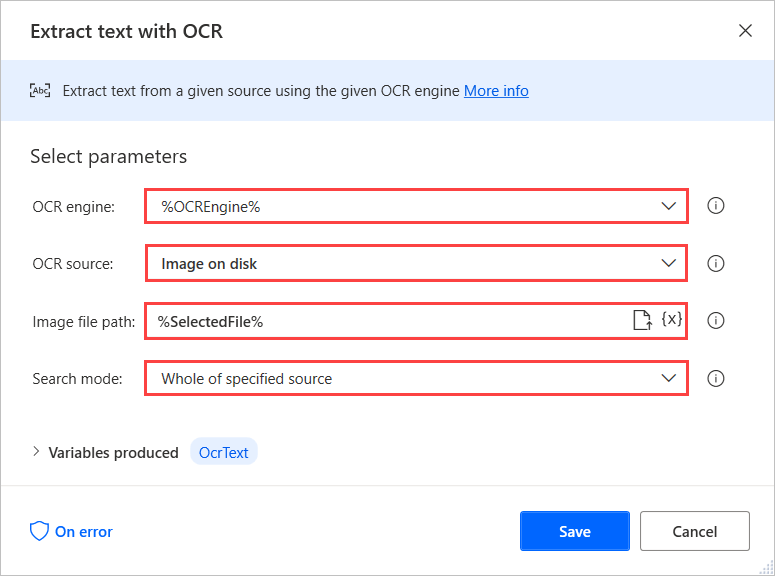 Extract text with OCR
Abc Extract text from a given source using the given OCR engine More info
Select parameters
OCR engine: %OCREngine%
OCR source: Image on disk
Image file path: %SelectedFile% {x}
Search mode: Whole of specified source
Variables produced OcrText
On error Save Cancel